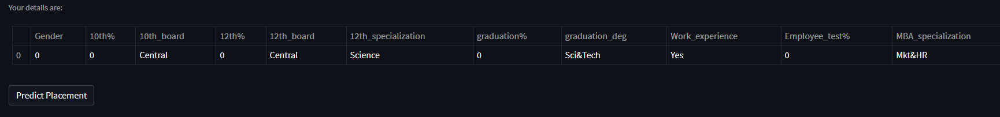 Your details are:
Gender 10th% 10th_board 12th% 12th_board 12th_specialization graduation% graduation_deg Work_experience Employee_test% MBA_specialization
0 0 0 Central 0 Central Science 0 Sci&Tech Yes 0 Mkt&HR
Predict Placement